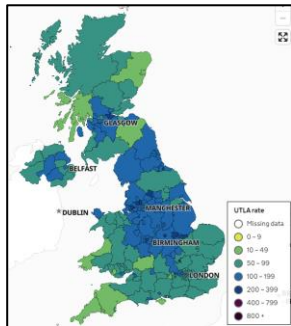 GLASGOW
BELFAST
DUBLIN
MANCHESTER
BIRMINGHAM
LONDON
UTLA rate
Missing data
0 – 9
10 – 49
50 – 99
100 – 199
200 – 399
400 – 799
800 +